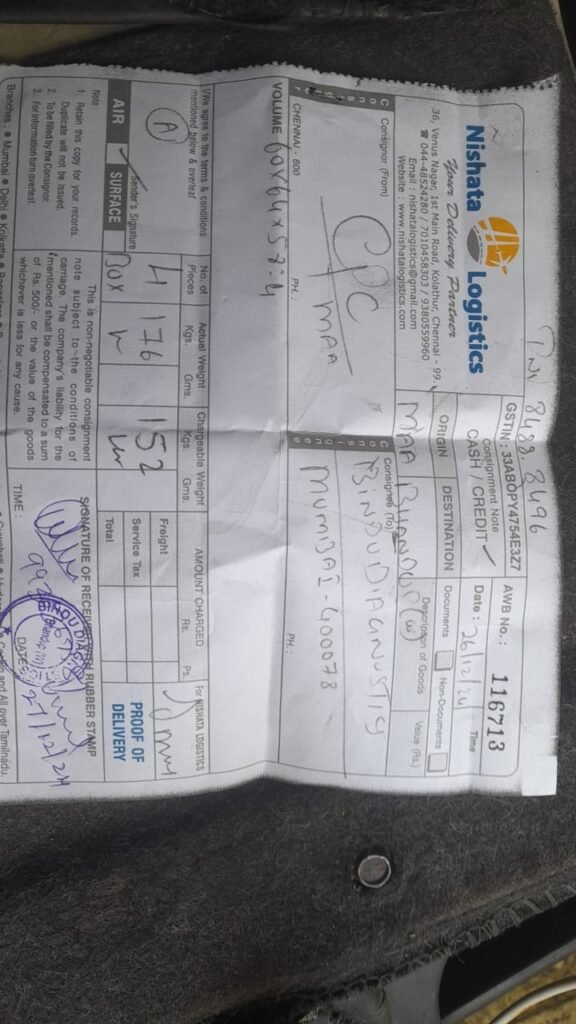 INV 8488, 8496
Nishata Logistics
Your Delivery Partner
36, Venus Nagar, 1st Main Road, Kolathur, Chennai - 99.
☎ 044-48524280 / 7010458303 / 9380559960
Email : nishatalogistics@gmail.com
Website : www.nishatalogistics.com
GSTIN : 33ABOPY4754E3Z7
Consignment Note
CASH / CREDIT ✓
AWB No. : 116713
Date : 26/12/24 Time
ORIGIN DESTINATION
MAA BHANDUP (W)
Documents Non-Documents
Description of Goods Value (Rs.)
Consignor (From)
CPC
MAA
CHENNAI - 600 PH.:
Consignee (To)
BINDU DIAGNOSTIC
MUMBAI - 400078
PH.:
VOLUME 60X64X57=4
I/We agree to the terms & conditions
mentioned below & overleaf
A
Sender's Signature
AIR SURFACE
No. of Pieces
4
BOX
Actual Weight
Kgs. Gms.
176
Chargeable Weight
Kgs. Gms.
152
AMOUNT CHARGED
Rs. Ps.
Freight
Service Tax
Total
For NISHATA LOGISTICS
PROOF OF DELIVERY
Note:
1. Retain this copy for your records.
Duplicate will not be issued.
2. To be filled by the Consignor.
3. For information turn overleaf.
This is non-negotiable consignment
note subject to the conditions of
carriage. The company's liability for the
mentioned shall be compensated to a sum
of Rs. 500/- or the value of the goods
whichever is less for any cause.
SIGNATURE OF RECEIVER WITH RUBBER STAMP
TIME :
DATE: 27/12/24
Branches : ● Mumbai ● Delhi ● Kolkatta
and All over Tamilnadu.